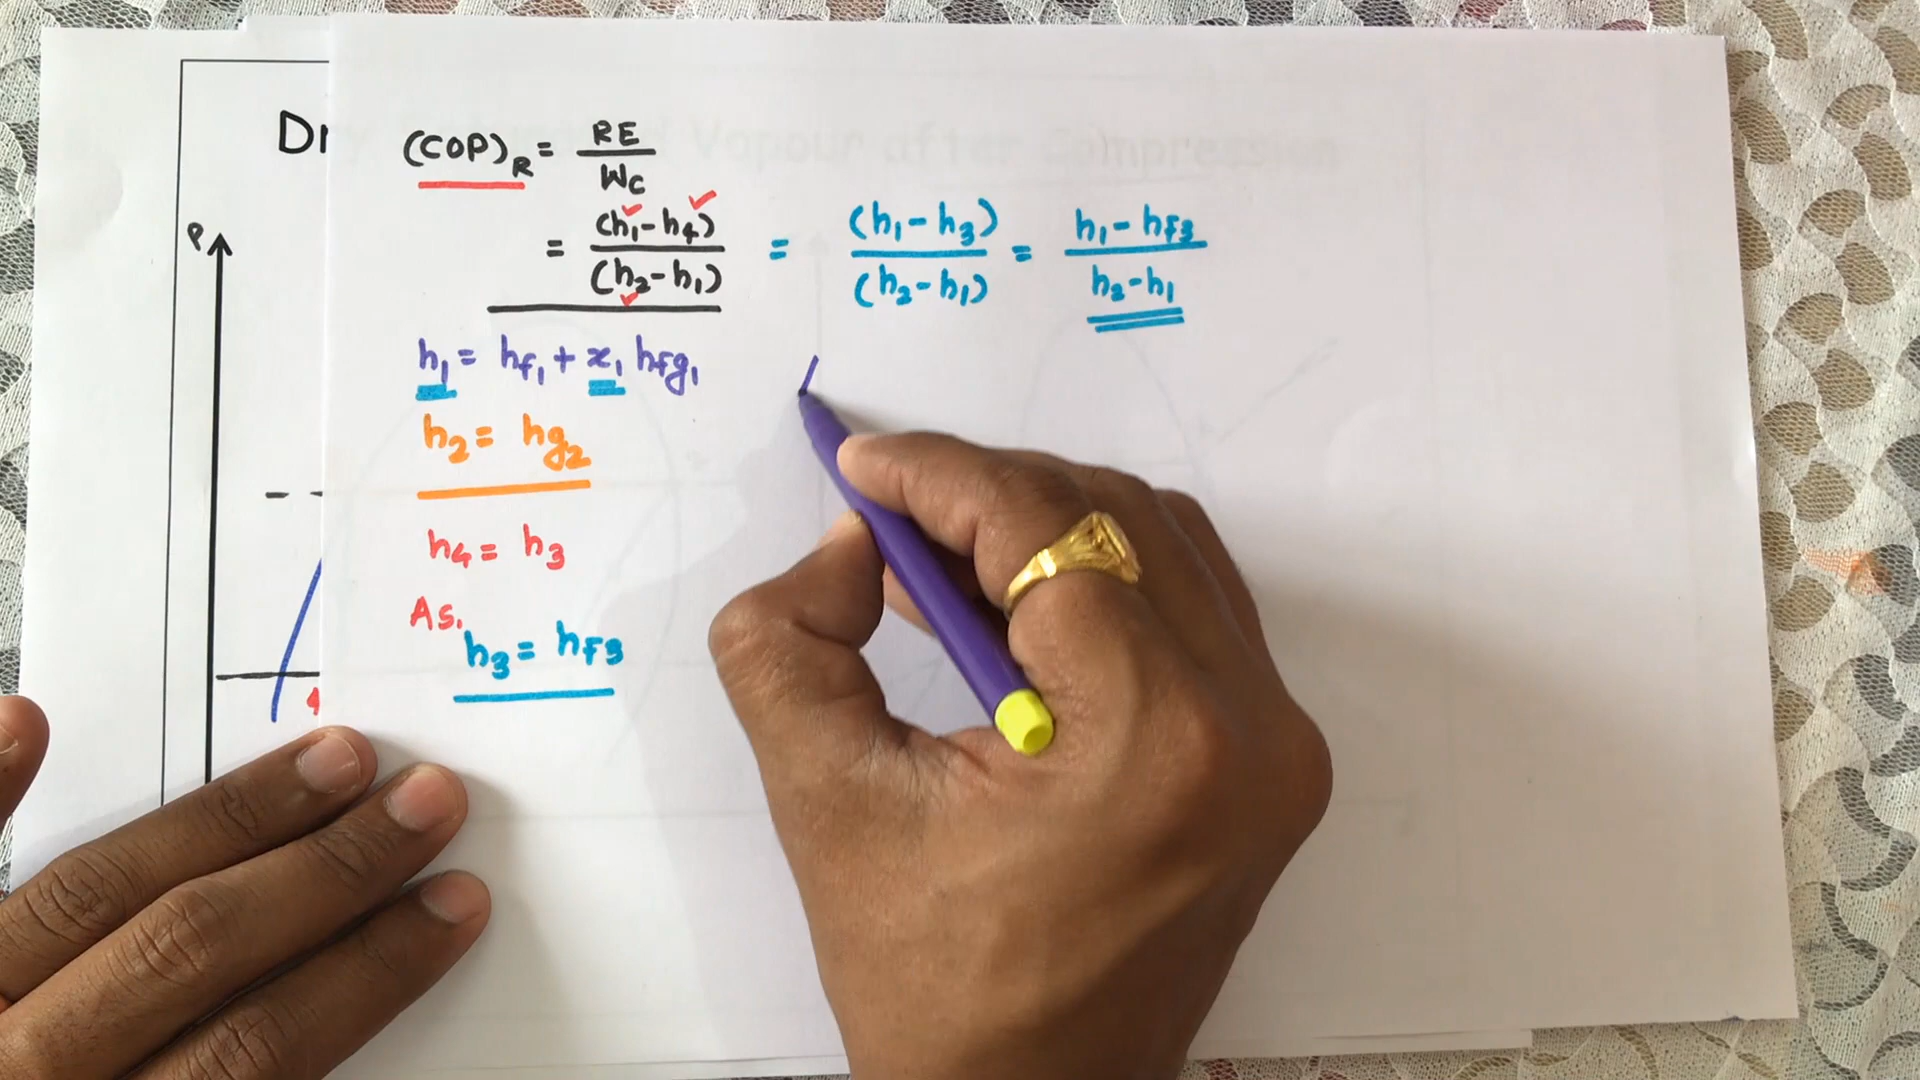 Dr
P
(COP)R = RE/Wc
= (h1-h4)/(h2-h1) = (h1-h3)/(h2-h1) = h1-hf3/h2-h1
h1 = hf1 + x1 hfg1
h2 = hg2
h4 = h3
As.
h3 = hf3
4